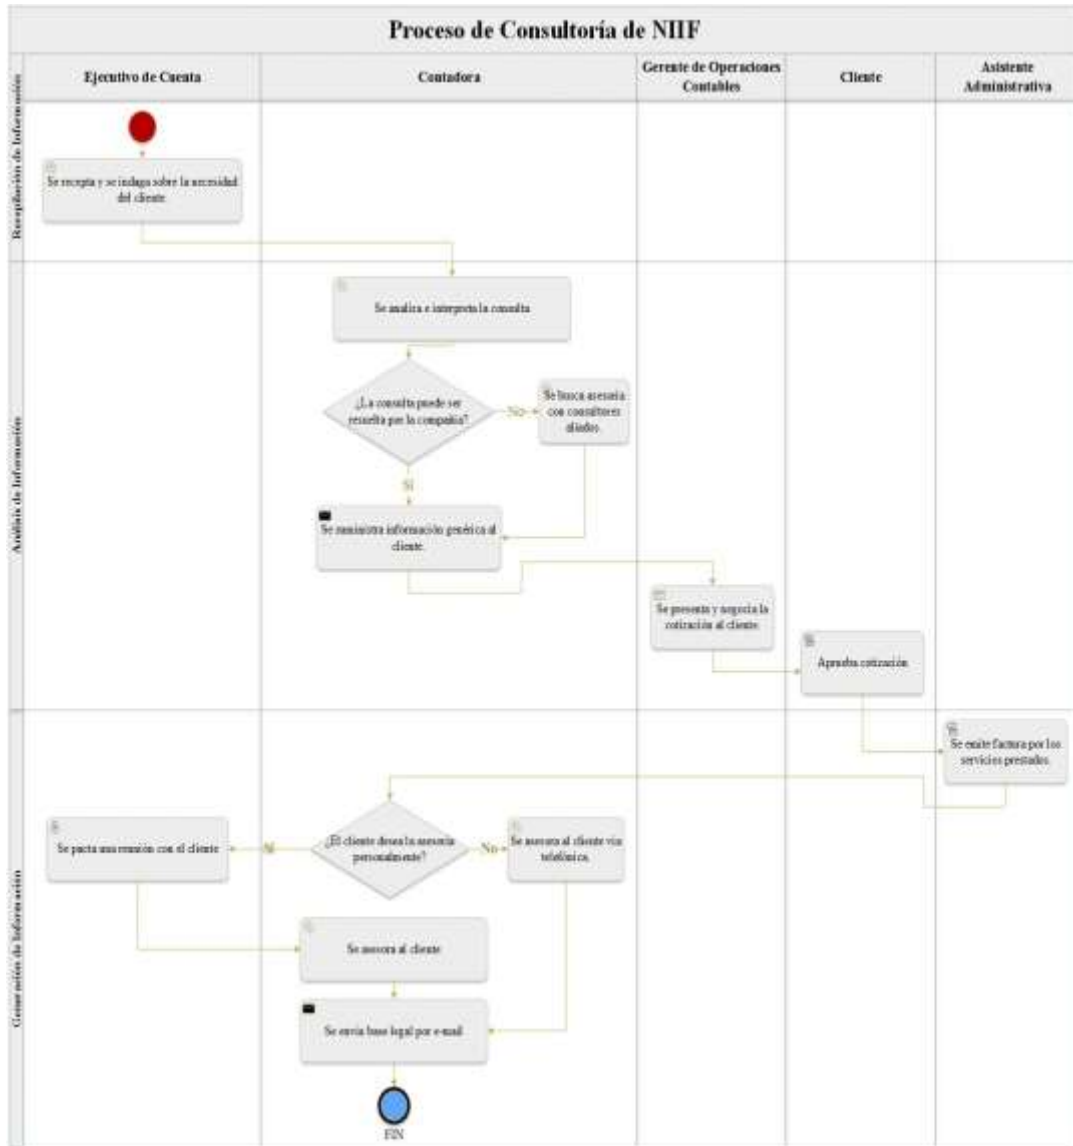 Proceso de Consultoría de NIIF
Ejecutivo de Cuenta
Contadora
Gerente de Operaciones
Contables
Cliente
Asistente
Administrativa
Recopilación de Información
Se recepta y se indaga sobre la necesidad
del cliente
Análisis de Información
Se analiza e interpreta la consulta
¿La consulta puede ser
resuelta por la compañía?
No
Se busca asesoría
con consultores
aliados.
Sí
Se suministra información genérica al
cliente.
Se presenta y negocia la
cotización al cliente.
Aprueba cotización
Generación de Información
Se emite factura por los
servicios prestados.
Se pacta una reunión con el cliente
Sí
¿El cliente desea la asesoría
personalmente?
No
Se asesora al cliente vía
telefónica.
Se asesora al cliente
Se envía base legal por e-mail
FIN